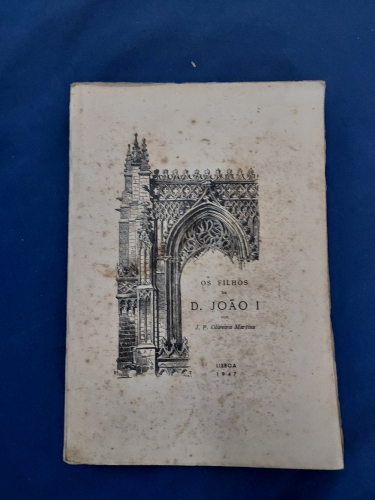 OS FILHOS
DE
D. JOÃO I
POR
J. P. Oliveira Martins
LISBOA
1947